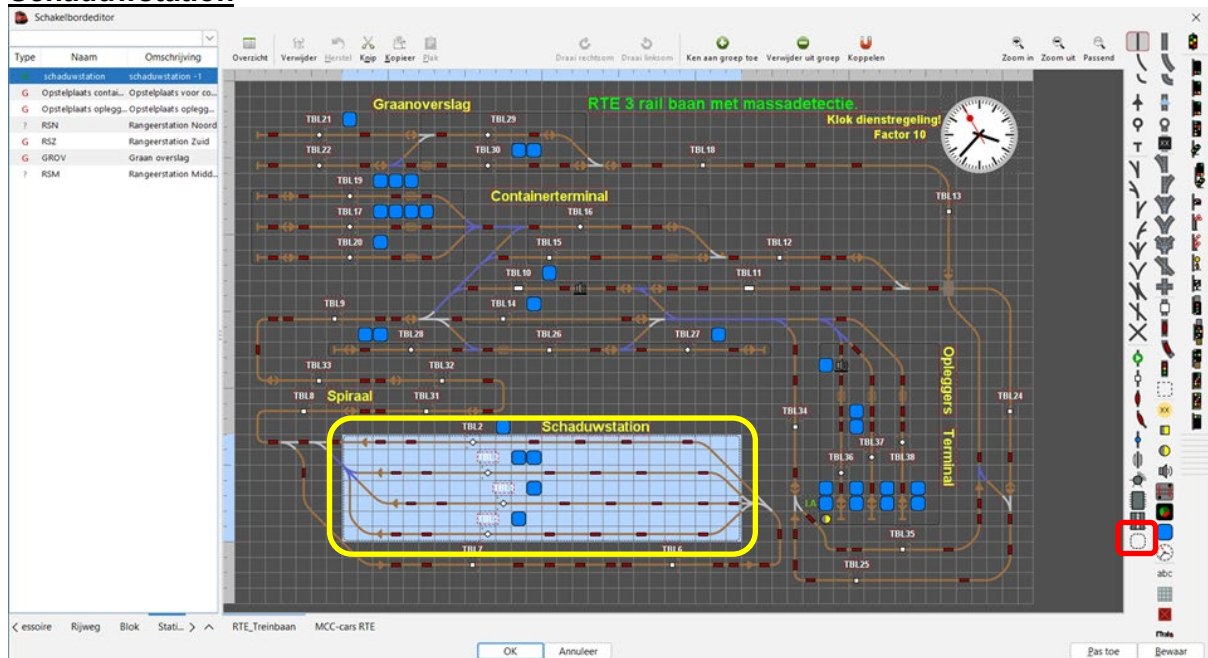 Schaduwstation
Schakelbordeditor
Type Naam Omschrijving
schaduwstation schaduwstation -1
G Opstelplaats contai... Opstelplaats voor co...
G Opstelplaats oplegg... Opstelplaats oplegg...
? RSN Rangeerstation Noord
G RSZ Rangeerstation Zuid
G GROV Graan overslag
? RSM Rangeerstation Midd...
Overzicht Verwijder Herstel Knip Kopieer Plak Draai rechtsom Draai linksom Ken aan groep toe Verwijder uit groep Koppelen Zoom in Zoom uit Passend
Graanoverslag
RTE 3 rail baan met massadetectie.
Klok dienstregeling!
Factor 10
TBL21 TBL29
TBL22 TBL30 TBL18
TBL19
Containerterminal
TBL13
TBL17 TBL16
TBL20 TBL15 TBL12
TBL10 TBL11
TBL9 TBL14
TBL28 TBL26 TBL27
TBL33 TBL32
Opleggers Terminal
TBL8 Spiraal TBL31 TBL24
TBL34
TBL2 Schaduwstation
TBL37
TBL36 TBL38
LA
TBL35
TBL7 TBL6
TBL25
T
XX
XX
abc
essoire Rijweg Blok Stati...
RTE_Treinbaan MCC-cars RTE
OK Annuleer Pas toe Bewaar